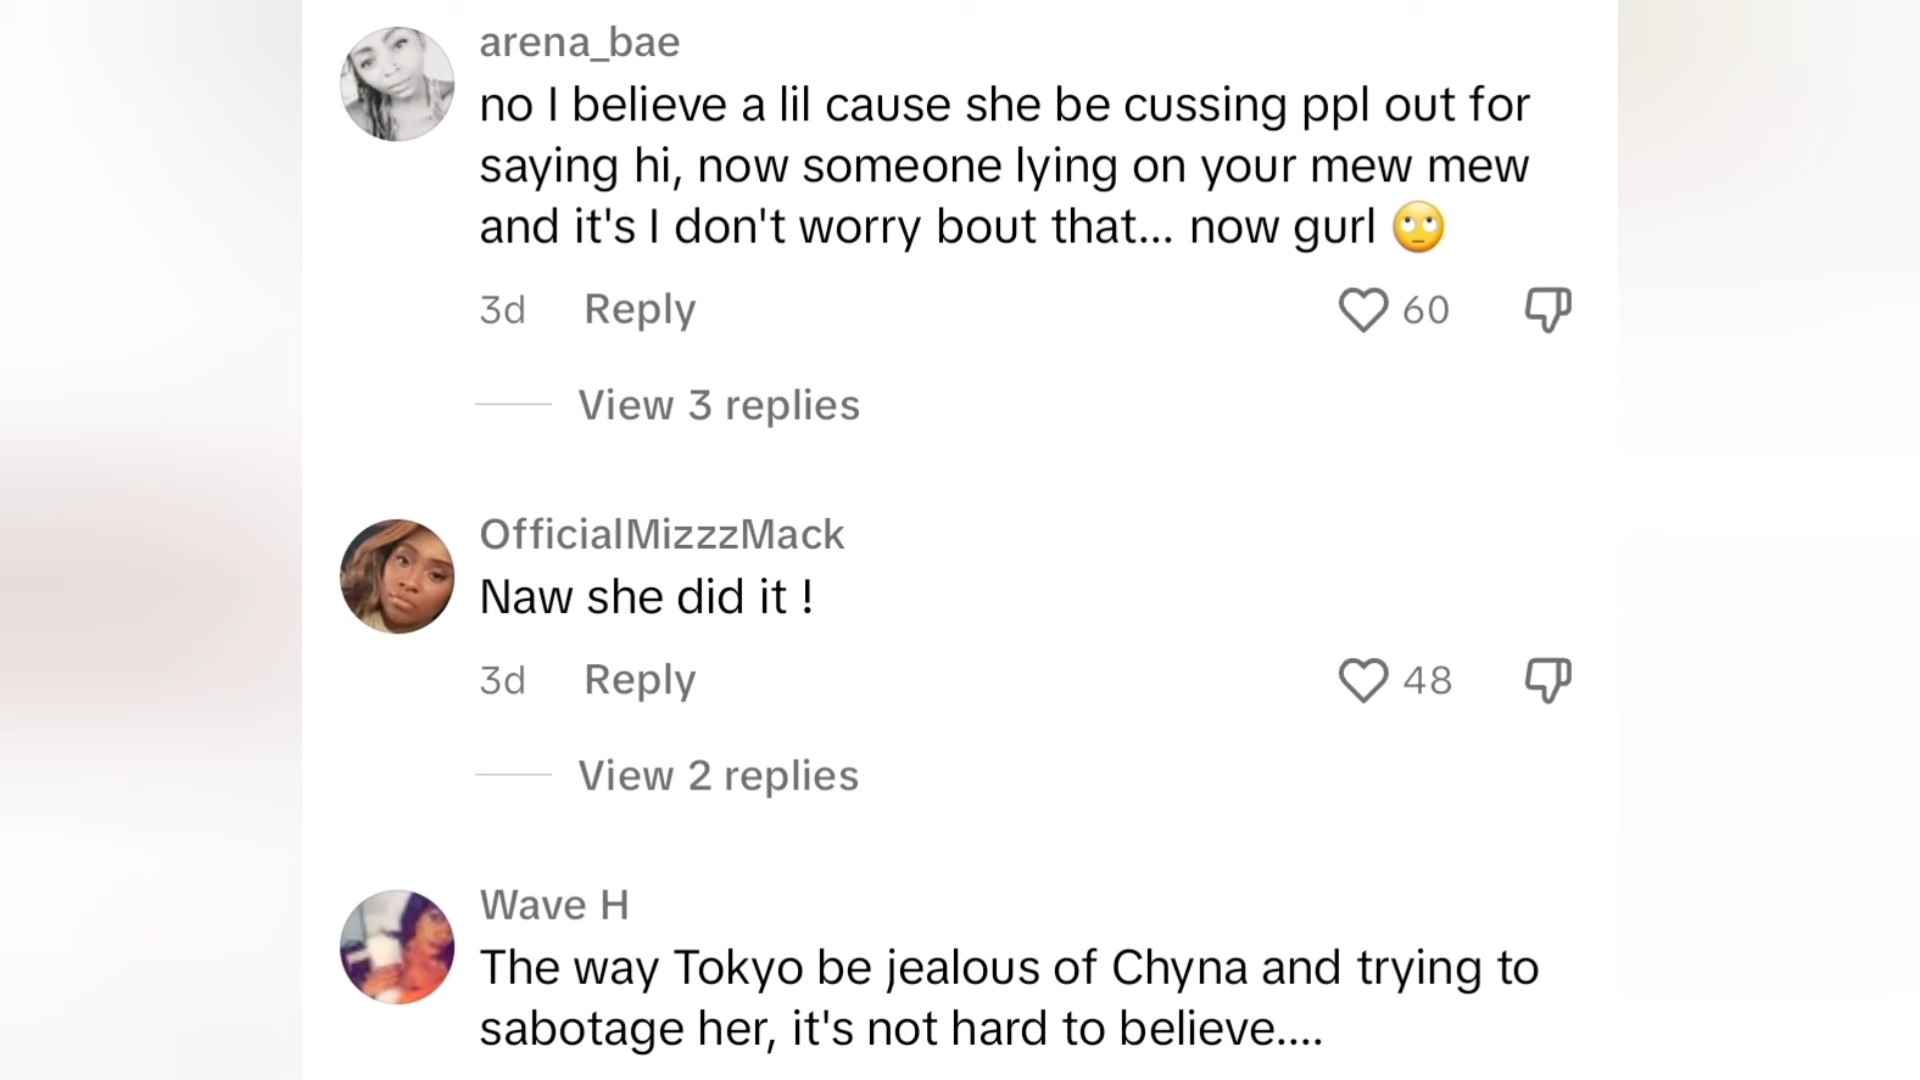 arena_bae
no I believe a lil cause she be cussing ppl out for
saying hi, now someone lying on your mew mew
and it's I don't worry bout that... now gurl 🙄
3d Reply 60
View 3 replies
OfficialMizzzMack
Naw she did it !
3d Reply 48
View 2 replies
Wave H
The way Tokyo be jealous of Chyna and trying to
sabotage her, it's not hard to believe....